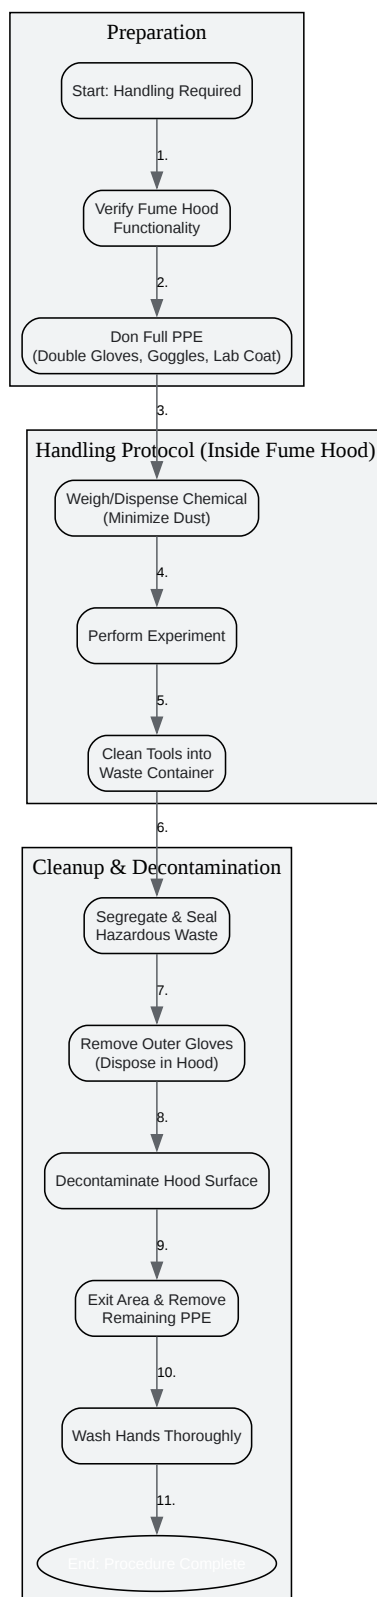 Preparation
Start: Handling Required
1.
Verify Fume Hood
Functionality
2.
Don Full PPE
(Double Gloves, Goggles, Lab Coat)
3.
Handling Protocol (Inside Fume Hood)
Weigh/Dispense Chemical
(Minimize Dust)
4.
Perform Experiment
5.
Clean Tools into
Waste Container
6.
Cleanup & Decontamination
Segregate & Seal
Hazardous Waste
7.
Remove Outer Gloves
(Dispose in Hood)
8.
Decontaminate Hood Surface
9.
Exit Area & Remove
Remaining PPE
10.
Wash Hands Thoroughly
11.
End: Procedure Complete